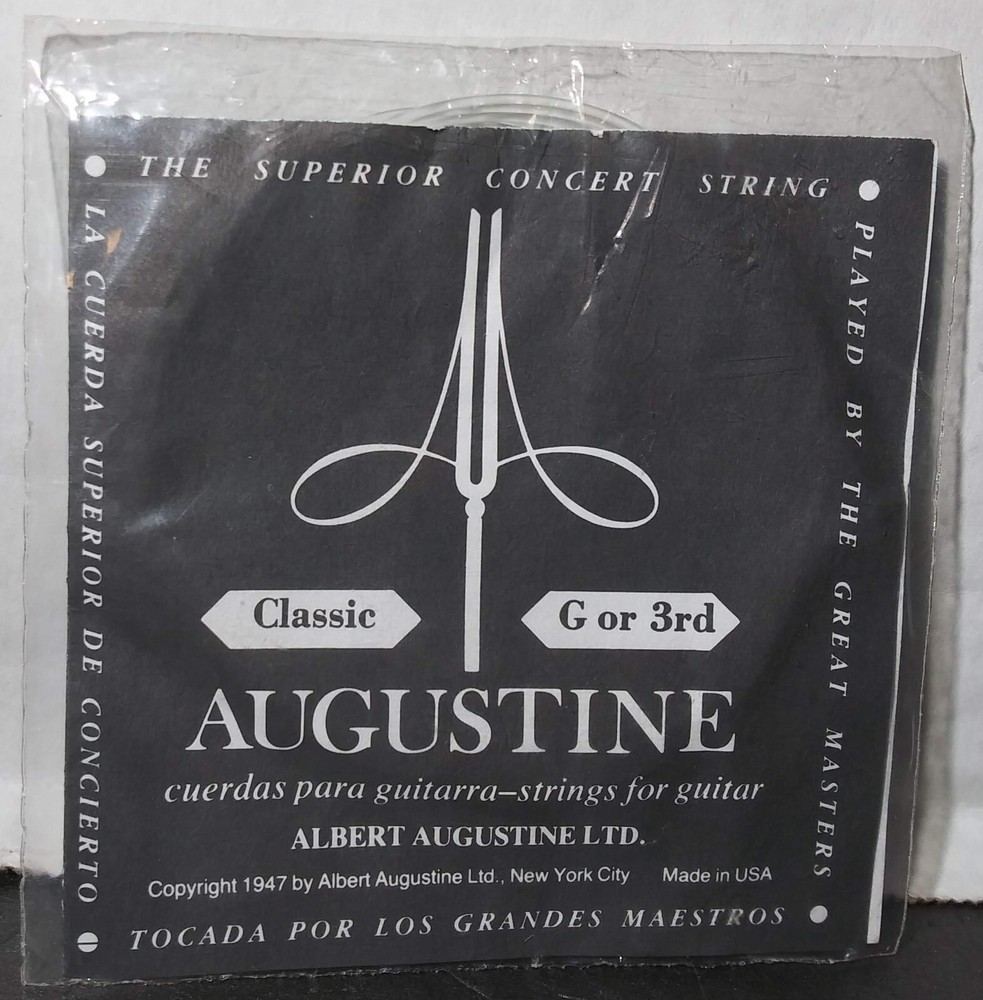 THE SUPERIOR CONCERT STRING
LA CUERDA SUPERIOR DE CONCIERTO
PLAYED BY THE GREAT MASTERS
Classic
G or 3rd
AUGUSTINE
cuerdas para guitarra–strings for guitar
ALBERT AUGUSTINE LTD.
Copyright 1947 by Albert Augustine Ltd., New York City Made in USA
TOCADA POR LOS GRANDES MAESTROS